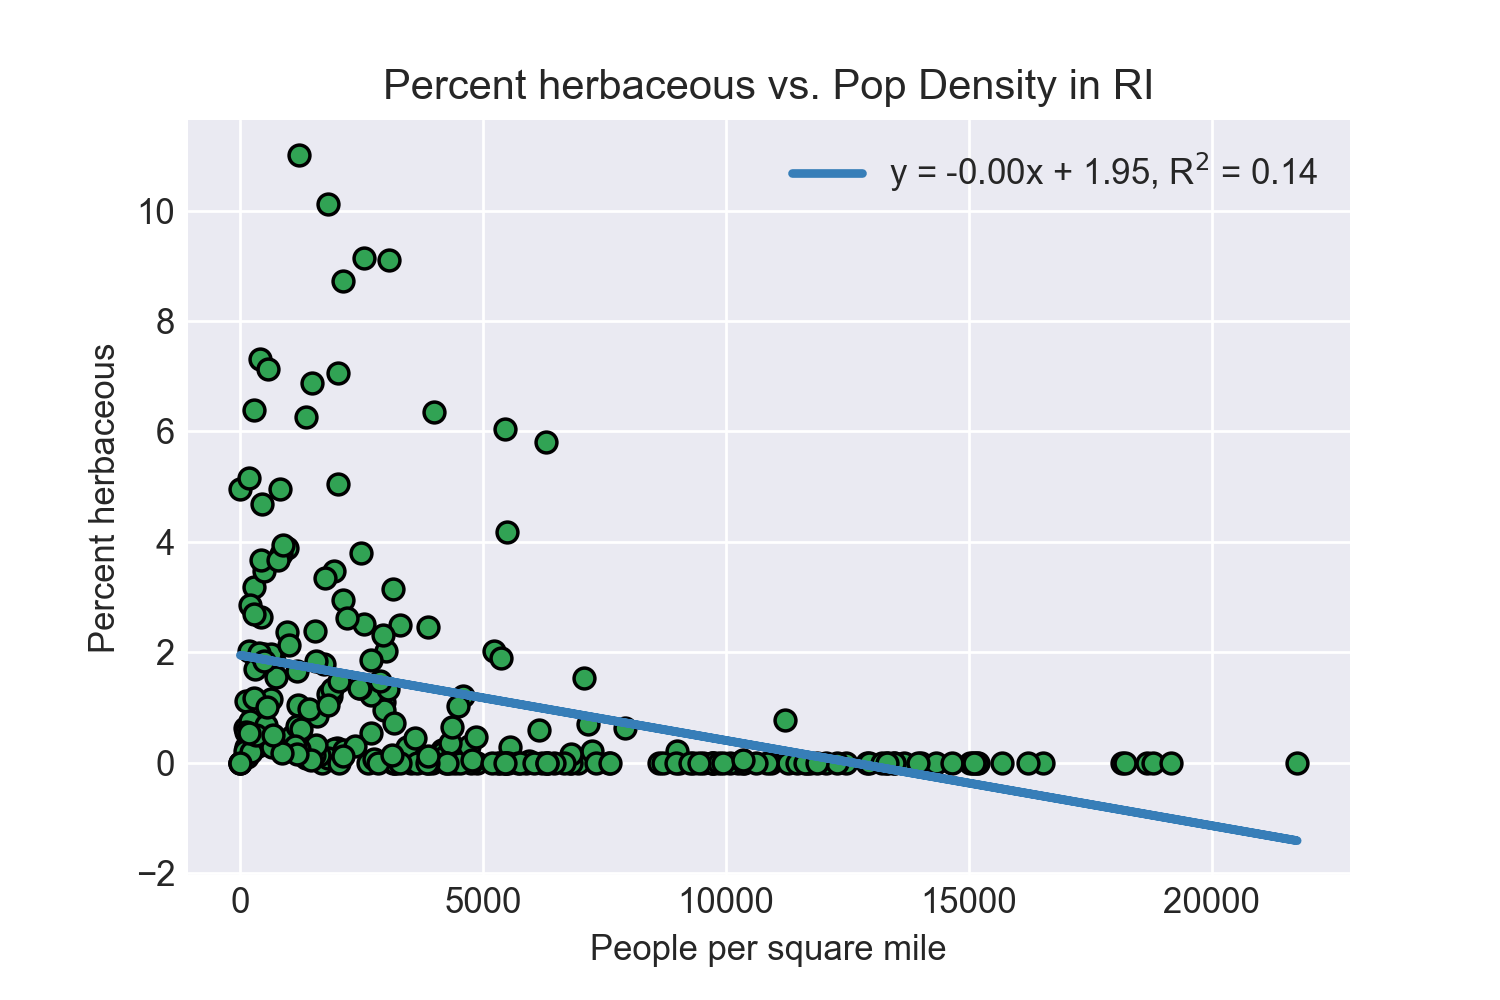 Percent herbaceous vs. Pop Density in RI
y = -0.00x + 1.95, R² = 0.14
Percent herbaceous
10
8
6
4
2
0
−2
0 5000 10000 15000 20000
People per square mile